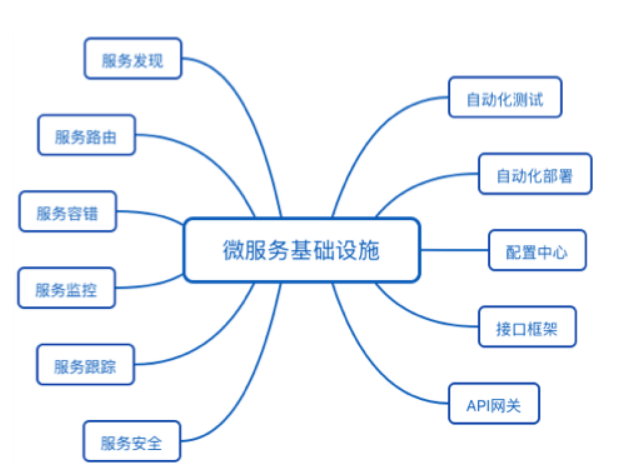 服务发现
服务路由
服务容错
服务监控
服务跟踪
服务安全
微服务基础设施
自动化测试
自动化部署
配置中心
接口框架
API网关